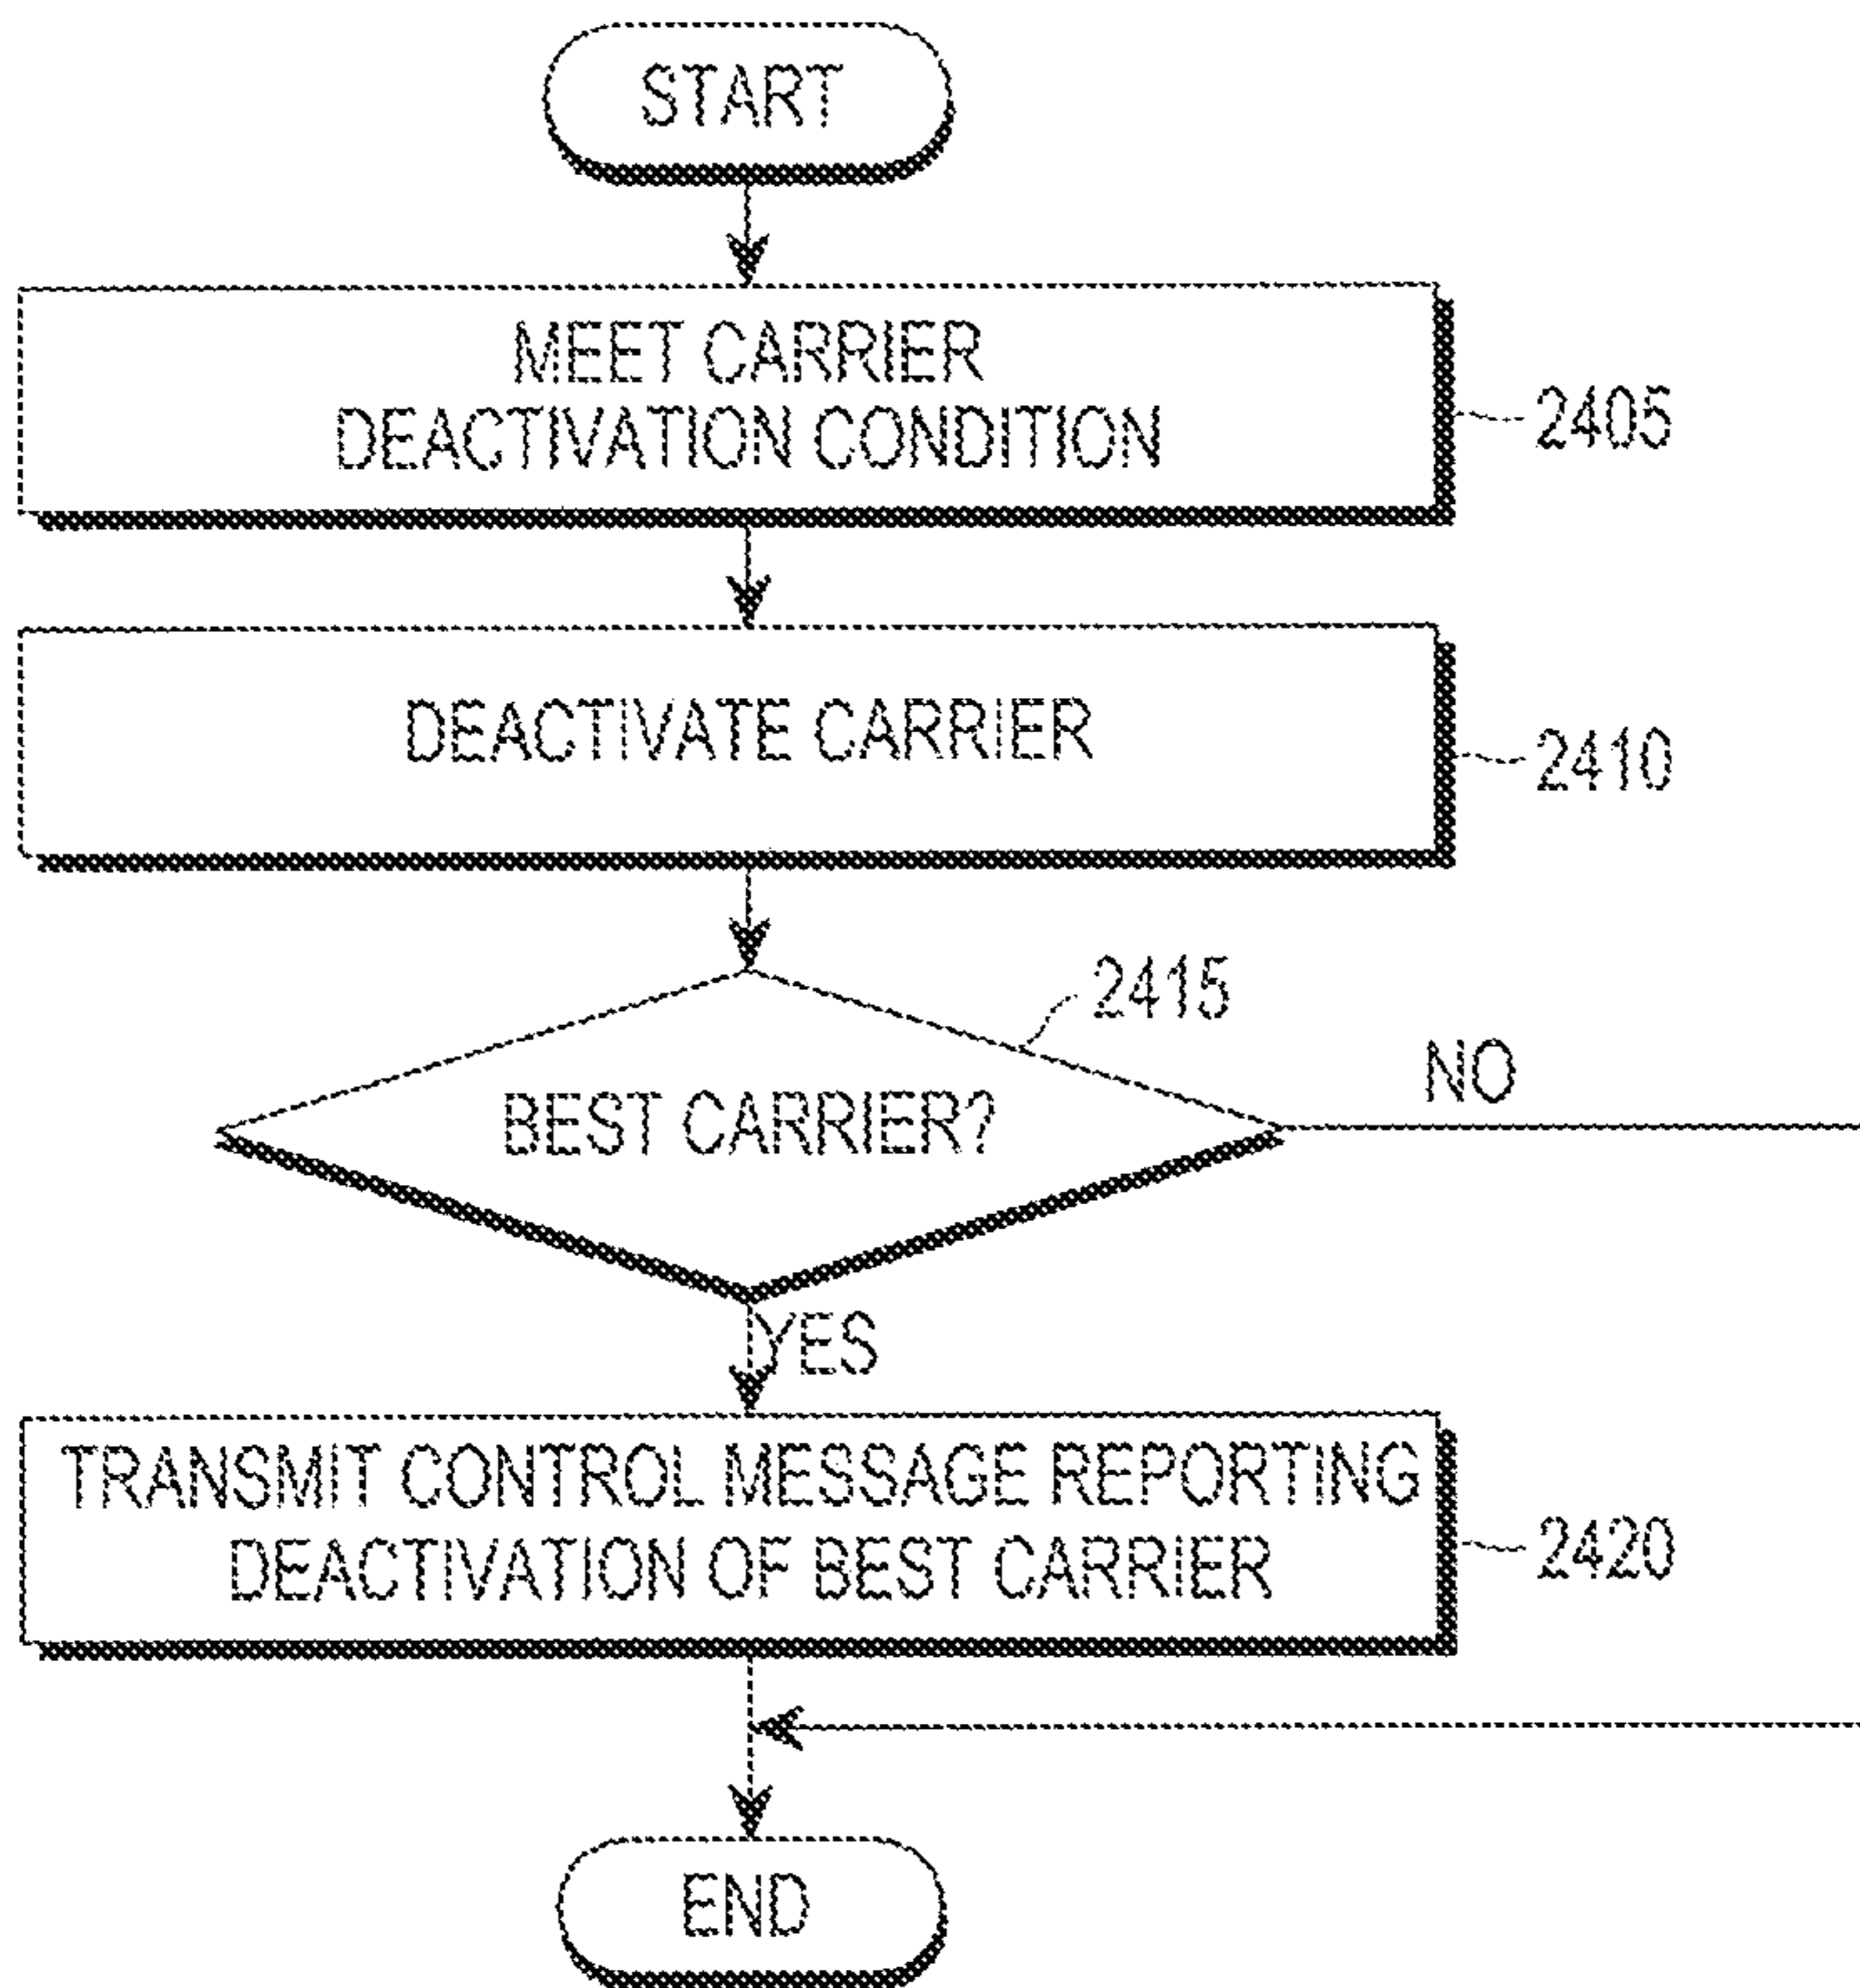 START
MEET CARRIER
DEACTIVATION CONDITION
2405
DEACTIVATE CARRIER
2410
2415
BEST CARRIER?
NO
YES
TRANSMIT CONTROL MESSAGE REPORTING
DEACTIVATION OF BEST CARRIER
2420
END